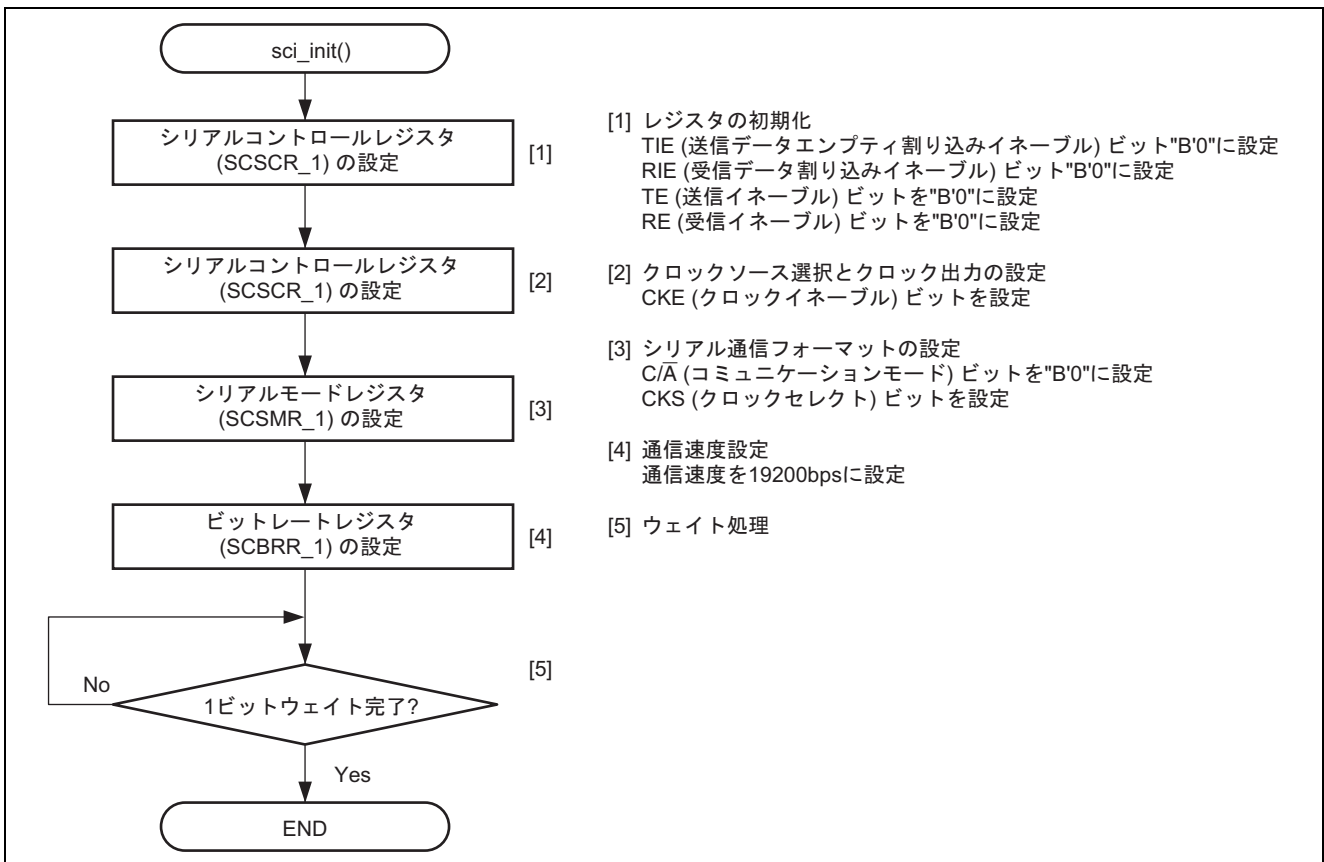 sci_init()
シリアルコントロールレジスタ
(SCSCR_1) の設定
[1]
シリアルコントロールレジスタ
(SCSCR_1) の設定
[2]
シリアルモードレジスタ
(SCSMR_1) の設定
[3]
ビットレートレジスタ
(SCBRR_1) の設定
[4]
[5]
No
1ビットウェイト完了?
Yes
END
[1] レジスタの初期化
TIE (送信データエンプティ割り込みイネーブル) ビット"B'0"に設定
RIE (受信データ割り込みイネーブル) ビット"B'0"に設定
TE (送信イネーブル) ビットを"B'0"に設定
RE (受信イネーブル) ビットを"B'0"に設定
[2] クロックソース選択とクロック出力の設定
CKE (クロックイネーブル) ビットを設定
[3] シリアル通信フォーマットの設定
C/A̅ (コミュニケーションモード) ビットを"B'0"に設定
CKS (クロックセレクト) ビットを設定
[4] 通信速度設定
通信速度を19200bpsに設定
[5] ウェイト処理